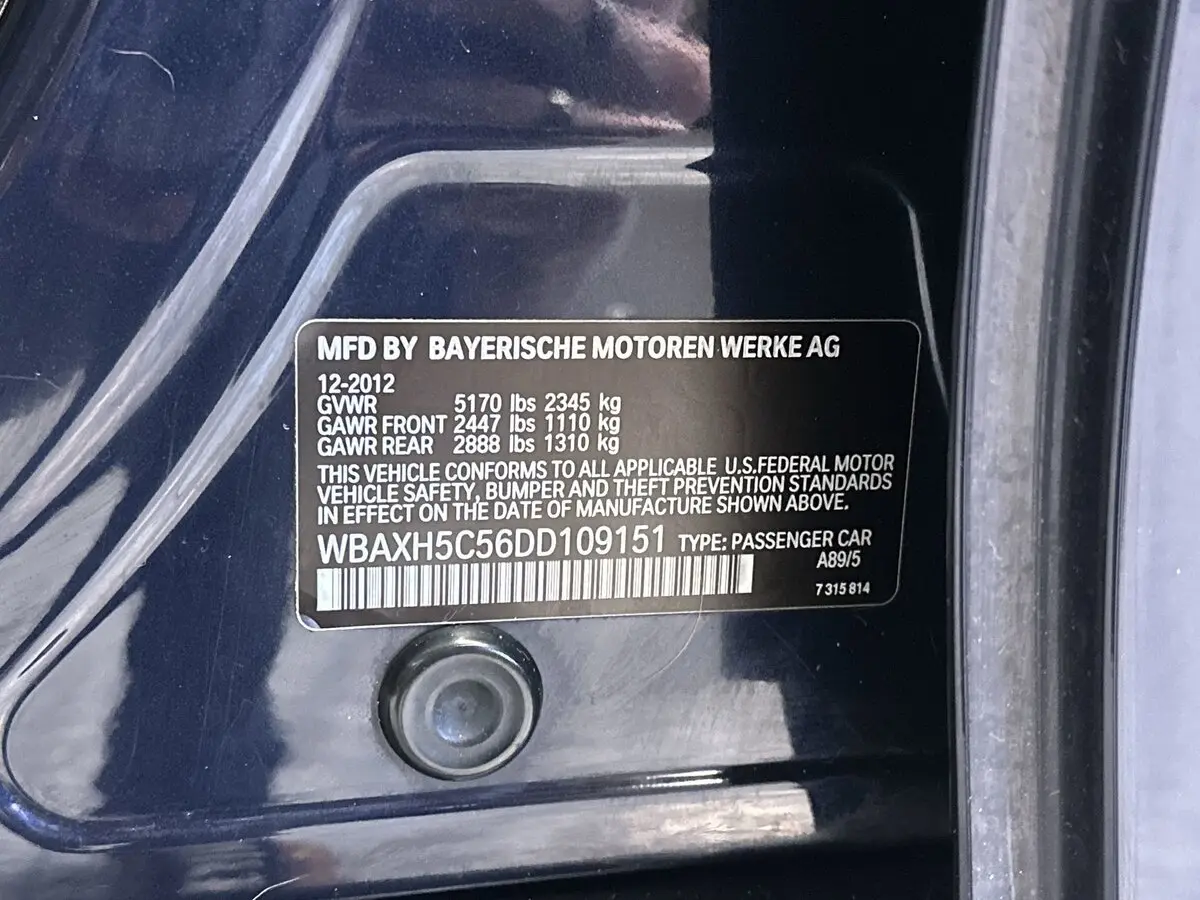 MFD BY BAYERISCHE MOTOREN WERKE AG
12-2012
GVWR 5170 lbs 2345 kg
GAWR FRONT 2447 lbs 1110 kg
GAWR REAR 2888 lbs 1310 kg
THIS VEHICLE CONFORMS TO ALL APPLICABLE U.S.FEDERAL MOTOR
VEHICLE SAFETY, BUMPER AND THEFT PREVENTION STANDARDS
IN EFFECT ON THE DATE OF MANUFACTURE SHOWN ABOVE.
WBAXH5C56DD109151 TYPE: PASSENGER CAR
A89/5
7 315 814